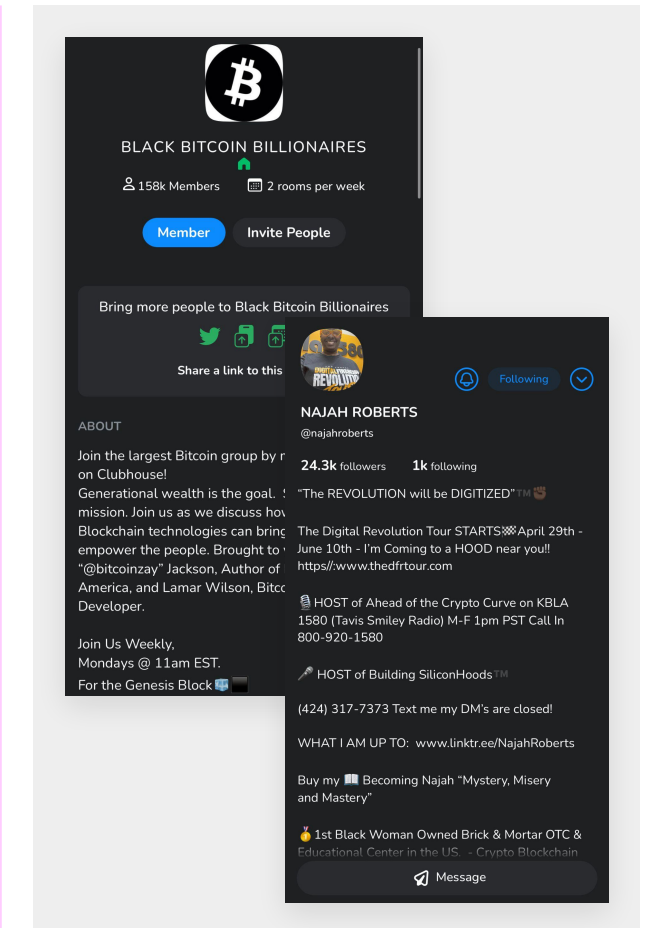 BLACK BITCOIN BILLIONAIRES
158k Members
2 rooms per week
Member
Invite People
Bring more people to Black Bitcoin Billionaires
Share a link to this
ABOUT
Join the largest Bitcoin group by
on Clubhouse!
Generational wealth is the goal.
mission. Join us as we discuss how
Blockchain technologies can bring
empower the people. Brought to
“@bitcoinzay” Jackson, Author of
America, and Lamar Wilson, Bitco
Developer.
Join Us Weekly,
Mondays @ 11am EST.
For the Genesis Block
REVOLUTIO
Following
NAJAH ROBERTS
@najahroberts
24.3k followers
1k following
“The REVOLUTION will be DIGITIZED”™✊🏿
The Digital Revolution Tour STARTS🏁April 29th -
June 10th - I’m Coming to a HOOD near you!!
https//:www.thedfrtour.com
🎙HOST of Ahead of the Crypto Curve on KBLA
1580 (Tavis Smiley Radio) M-F 1pm PST Call In
800-920-1580
🎤 HOST of Building SiliconHoods™
(424) 317-7373 Text me my DM’s are closed!
WHAT I AM UP TO: www.linktr.ee/NajahRoberts
Buy my 📖 Becoming Najah “Mystery, Misery
and Mastery”
🥇1st Black Woman Owned Brick & Mortar OTC &
Educational Center in the US. - Crypto Blockchain
Message